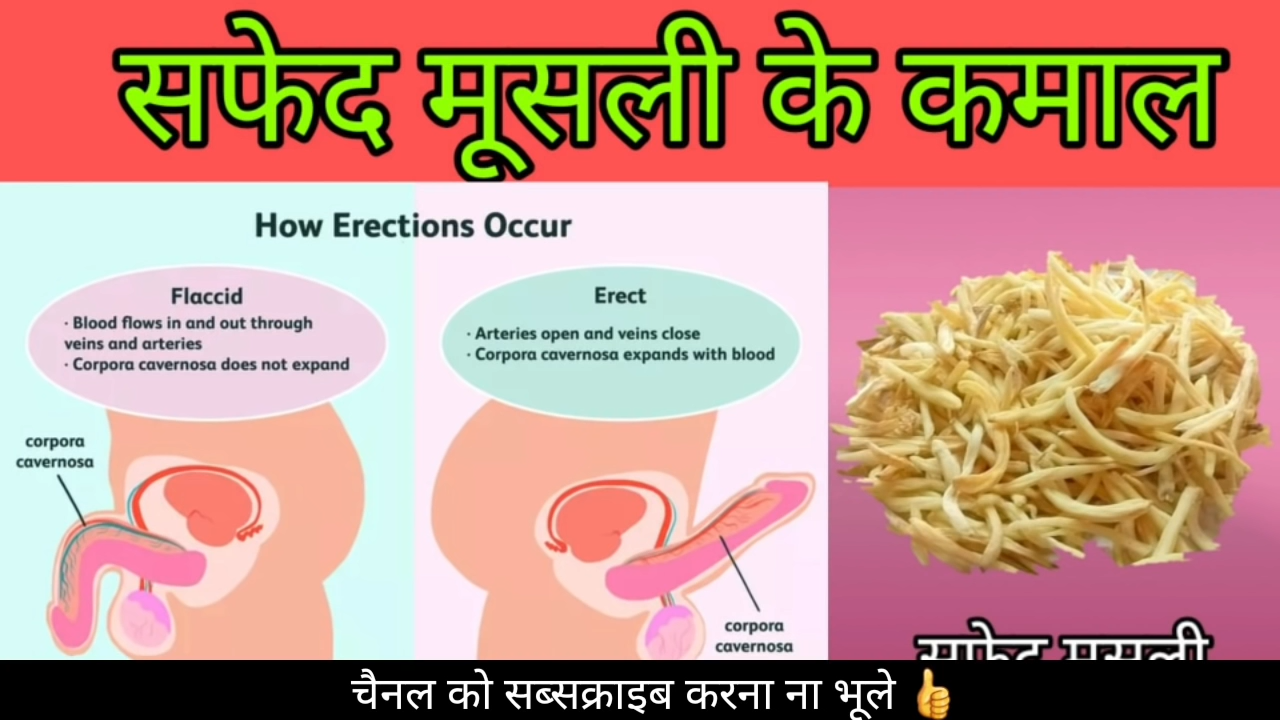 सफेद मूसली के कमाल
How Erections Occur
Flaccid
· Blood flows in and out through
veins and arteries
· Corpora cavernosa does not expand
Erect
· Arteries open and veins close
· Corpora cavernosa expands with blood
corpora
cavernosa
corpora
cavernosa
सफेद मूसली
चैनल को सब्सक्राइब करना ना भूले 👍